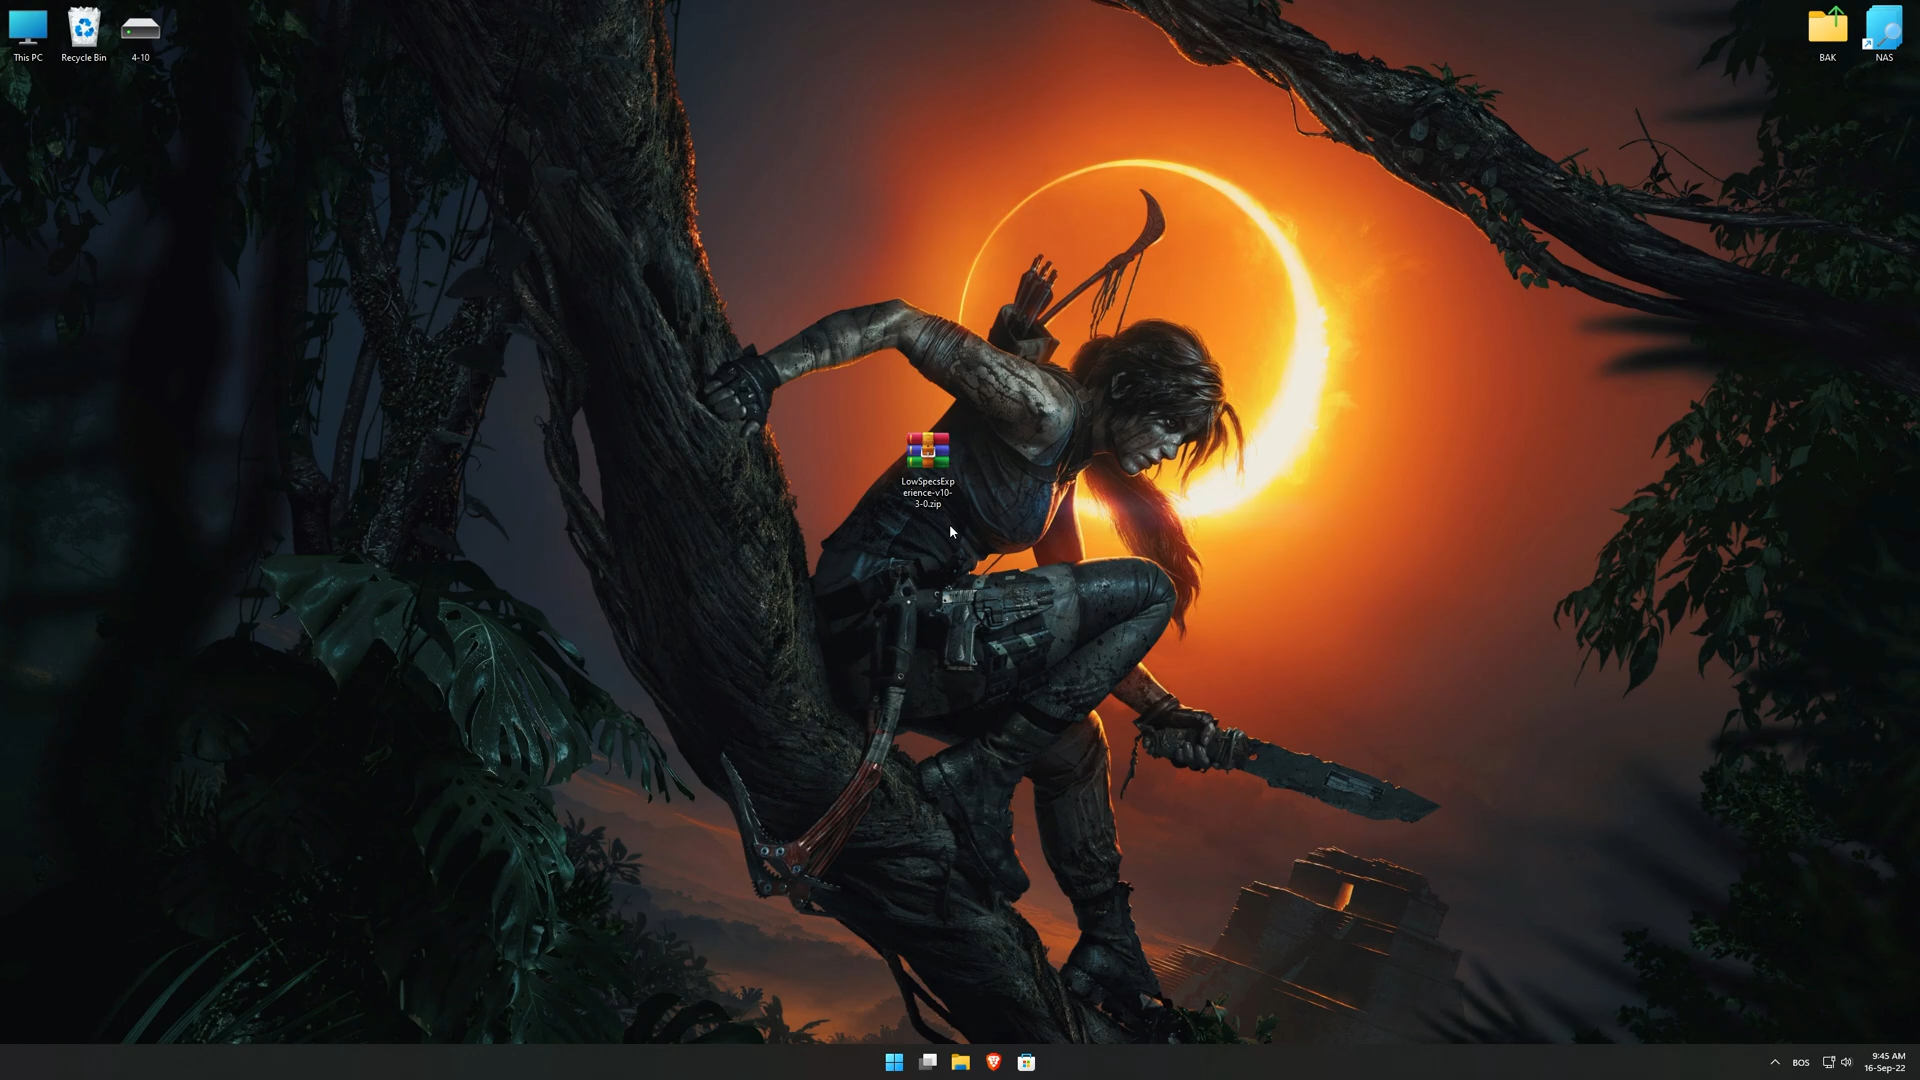 This PC
Recycle Bin
4-10
BAK
NAS
LowSpecsExp
erience-v10-
3-0.zip
BOS
9:45 AM
16-Sep-22